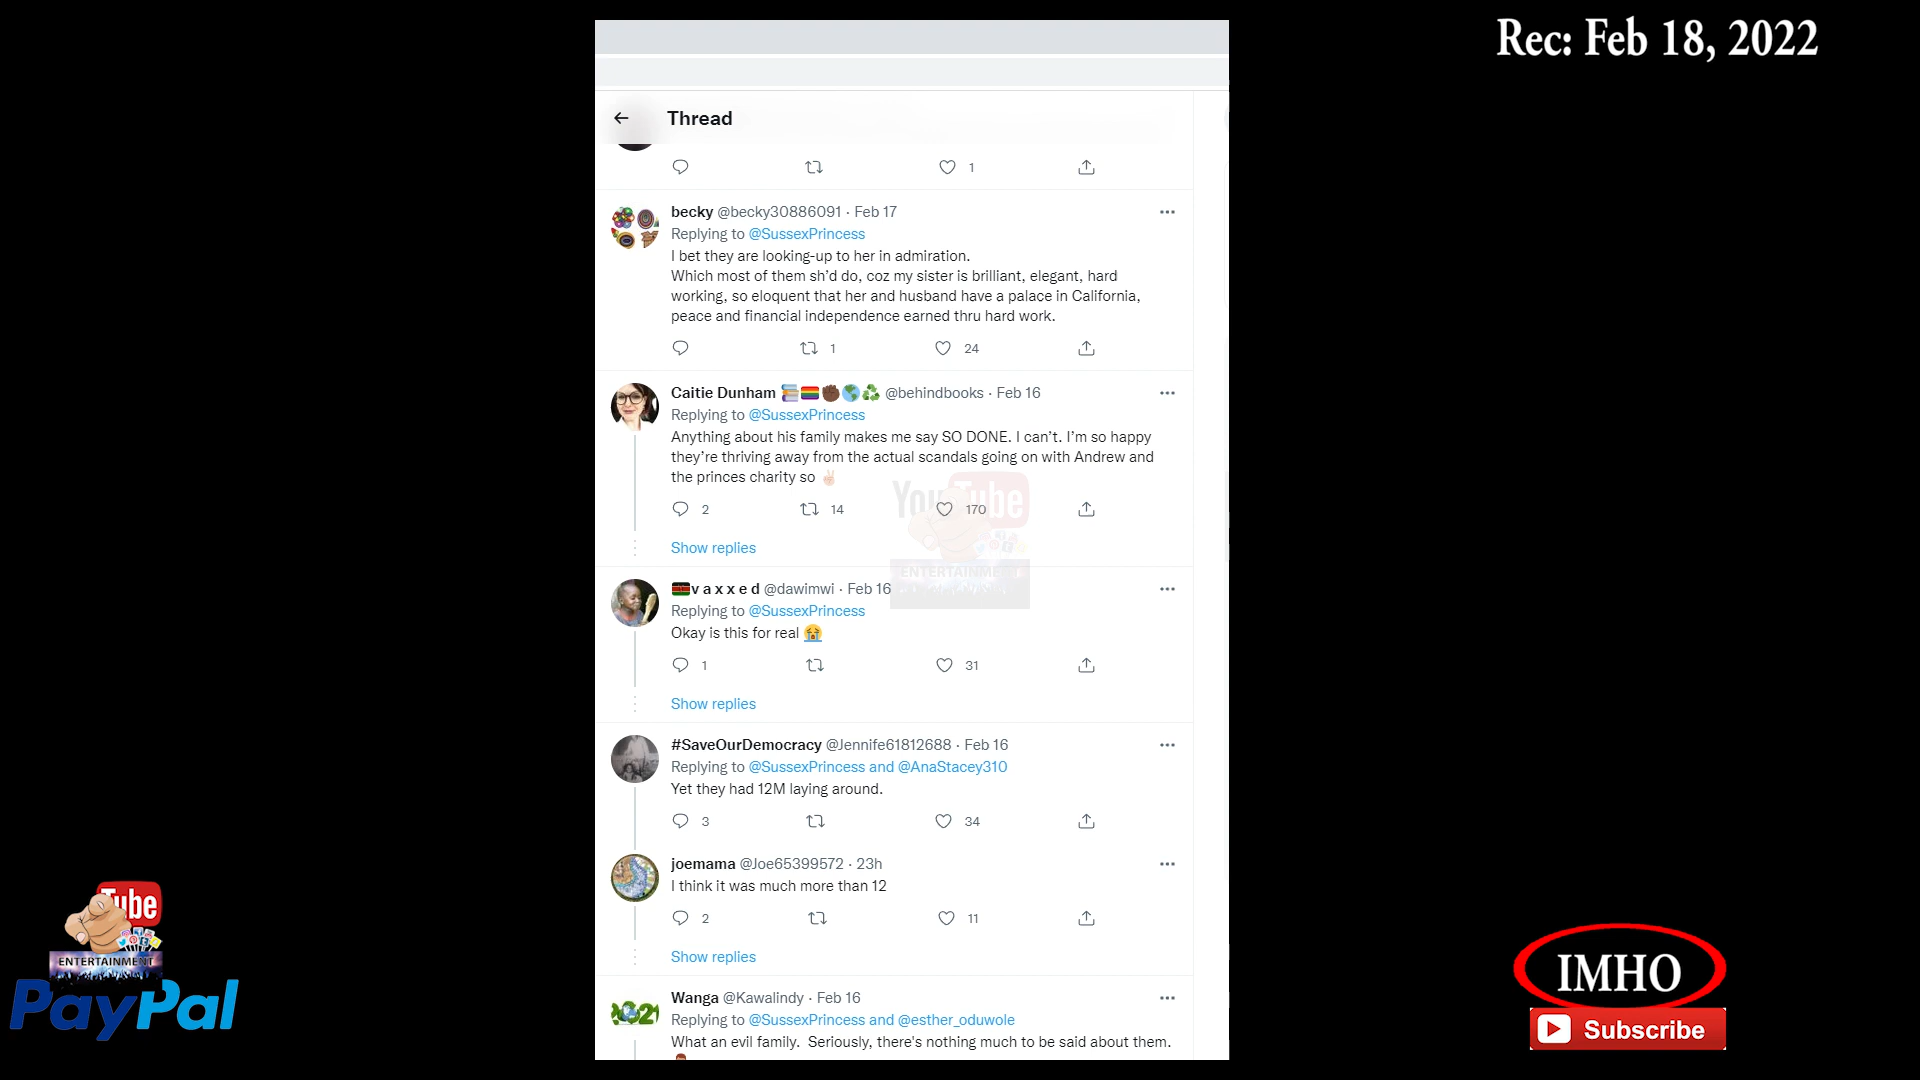 Rec: Feb 18, 2022
Thread
1
becky @becky30886091 · Feb 17
Replying to @SussexPrincess
I bet they are looking-up to her in admiration.
Which most of them sh'd do, coz my sister is brilliant, elegant, hard
working, so eloquent that her and husband have a palace in California,
peace and financial independence earned thru hard work.
1 24
Caitie Dunham 📚🏳️‍🌈✊🏿🌎♻️ @behindbooks · Feb 16
Replying to @SussexPrincess
Anything about his family makes me say SO DONE. I can't. I'm so happy
they're thriving away from the actual scandals going on with Andrew and
the princes charity so ✌🏻
2 14 170
Show replies
YouTube
ENTERTAINMENT
🇰🇪v a x x e d @dawimwi · Feb 16
Replying to @SussexPrincess
Okay is this for real 😭
1 31
Show replies
#SaveOurDemocracy @Jennife61812688 · Feb 16
Replying to @SussexPrincess and @AnaStacey310
Yet they had 12M laying around.
3 34
joemama @Joe65399572 · 23h
I think it was much more than 12
2 11
Show replies
Wanga @Kawalindy · Feb 16
Replying to @SussexPrincess and @esther_oduwole
What an evil family. Seriously, there's nothing much to be said about them.
Tube
ENTERTAINMENT
PayPal
IMHO
Subscribe